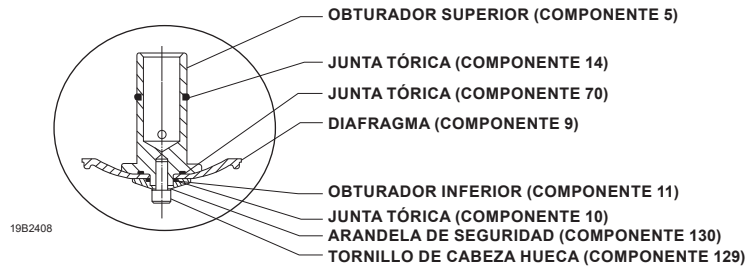 OBTURADOR SUPERIOR (COMPONENTE 5)
JUNTA TÓRICA (COMPONENTE 14)
JUNTA TÓRICA (COMPONENTE 70)
DIAFRAGMA (COMPONENTE 9)
OBTURADOR INFERIOR (COMPONENTE 11)
JUNTA TÓRICA (COMPONENTE 10)
ARANDELA DE SEGURIDAD (COMPONENTE 130)
TORNILLO DE CABEZA HUECA (COMPONENTE 129)
19B2408